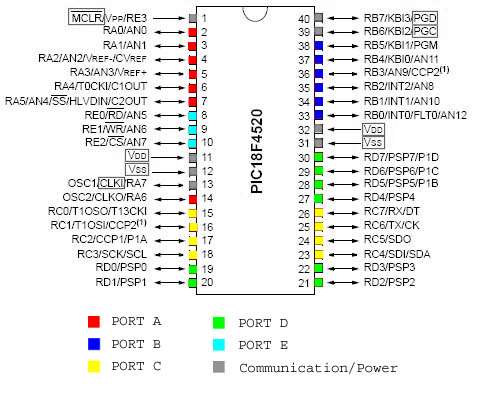 MCLR/VPP/RE3 1
RA0/AN0 2
RA1/AN1 3
RA2/AN2/VREF-/CVREF 4
RA3/AN3/VREF+ 5
RA4/T0CKI/C1OUT 6
RA5/AN4/SS/HLVDIN/C2OUT 7
RE0/RD/AN5 8
RE1/WR/AN6 9
RE2/CS/AN7 10
VDD 11
VSS 12
OSC1/CLKI/RA7 13
OSC2/CLKO/RA6 14
RC0/T1OSO/T13CKI 15
RC1/T1OSI/CCP2(1) 16
RC2/CCP1/P1A 17
RC3/SCK/SCL 18
RD0/PSP0 19
RD1/PSP1 20
PIC18F4520
40 RB7/KBI3/PGD
39 RB6/KBI2/PGC
38 RB5/KBI1/PGM
37 RB4/KBI0/AN11
36 RB3/AN9/CCP2(1)
35 RB2/INT2/AN8
34 RB1/INT1/AN10
33 RB0/INT0/FLT0/AN12
32 VDD
31 VSS
30 RD7/PSP7/P1D
29 RD6/PSP6/P1C
28 RD5/PSP5/P1B
27 RD4/PSP4
26 RC7/RX/DT
25 RC6/TX/CK
24 RC5/SDO
23 RC4/SDI/SDA
22 RD3/PSP3
21 RD2/PSP2
PORT A
PORT B
PORT C
PORT D
PORT E
Communication/Power